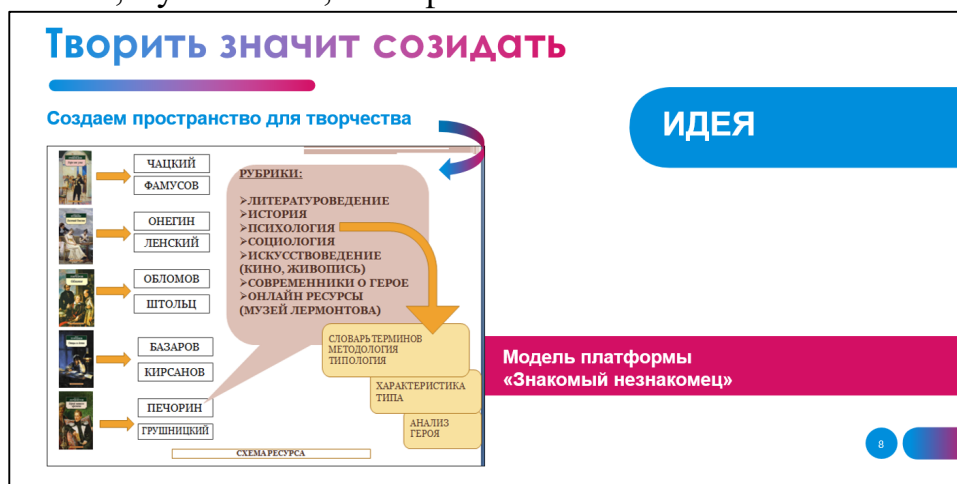 Творить значит созидать
Создаем пространство для творчества
ИДЕЯ
ЧАЦКИЙ
ФАМУСОВ
ОНЕГИН
ЛЕНСКИЙ
ОБЛОМОВ
ШТОЛЬЦ
БАЗАРОВ
КИРСАНОВ
ПЕЧОРИН
ГРУШНИЦКИЙ
РУБРИКИ:
➢ЛИТЕРАТУРОВЕДЕНИЕ
➢ИСТОРИЯ
➢ПСИХОЛОГИЯ
➢СОЦИОЛОГИЯ
➢ИСКУССТВОВЕДЕНИЕ
(КИНО, ЖИВОПИСЬ)
➢СОВРЕМЕННИКИ О ГЕРОЕ
➢ОНЛАЙН РЕСУРСЫ
(МУЗЕЙ ЛЕРМОНТОВА)
СЛОВАРЬ ТЕРМИНОВ
МЕТОДОЛОГИЯ
ТИПОЛОГИЯ
ХАРАКТЕРИСТИКА
ТИПА
АНАЛИЗ
ГЕРОЯ
СХЕМА РЕСУРСА
Модель платформы
«Знакомый незнакомец»
8